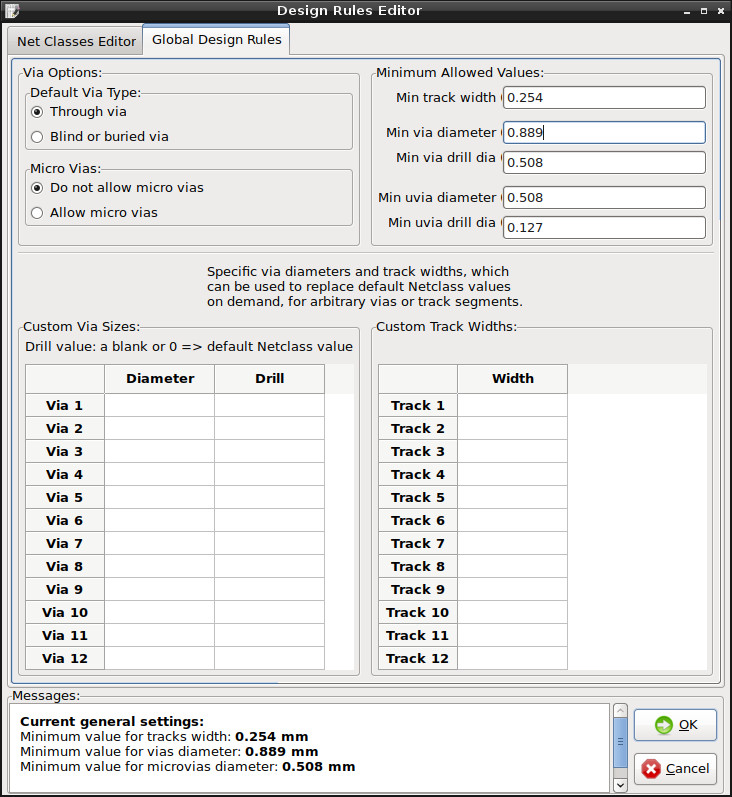 Design Rules Editor
Net Classes Editor
Global Design Rules
Via Options:
Default Via Type:
Through via
Blind or buried via
Micro Vias:
Do not allow micro vias
Allow micro vias
Minimum Allowed Values:
Min track width ( 0.254
Min via diameter ( 0.889
Min via drill dia ( 0.508
Min uvia diameter ( 0.508
Min uvia drill dia ( 0.127
Specific via diameters and track widths, which
can be used to replace default Netclass values
on demand, for arbitrary vias or track segments.
Custom Via Sizes:
Drill value: a blank or 0 => default Netclass value
Diameter Drill
Via 1
Via 2
Via 3
Via 4
Via 5
Via 6
Via 7
Via 8
Via 9
Via 10
Via 11
Via 12
Custom Track Widths:
Width
Track 1
Track 2
Track 3
Track 4
Track 5
Track 6
Track 7
Track 8
Track 9
Track 10
Track 11
Track 12
Messages:
Current general settings:
Minimum value for tracks width: 0.254 mm
Minimum value for vias diameter: 0.889 mm
Minimum value for microvias diameter: 0.508 mm
OK
Cancel